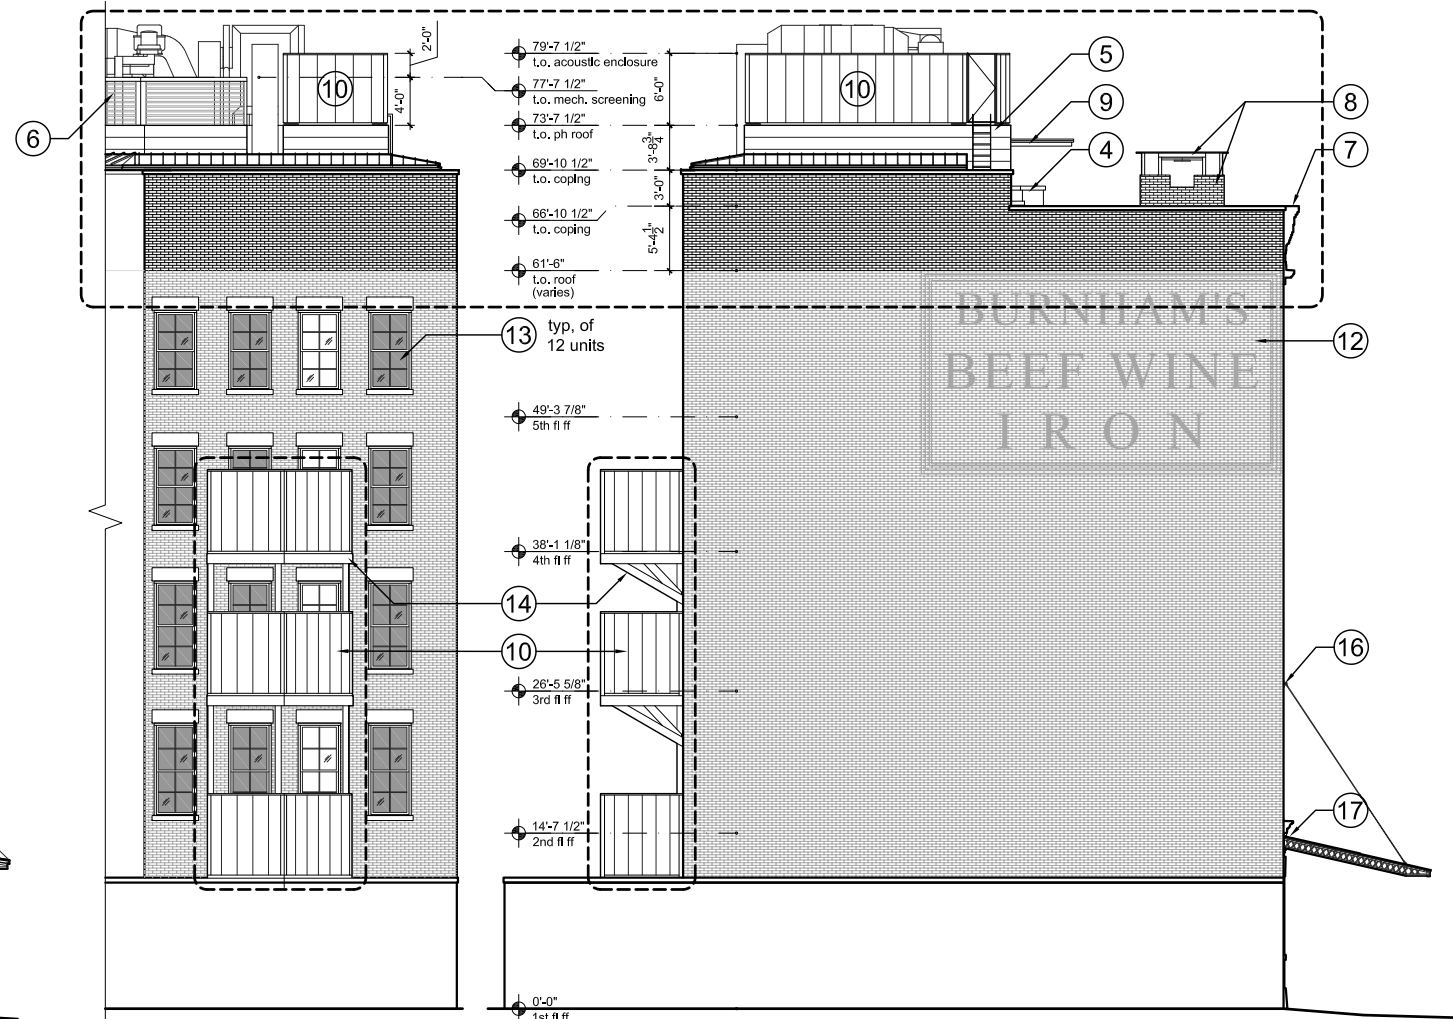 2'-0"
4'-0"
10
6
79'-7 1/2"
t.o. acoustic enclosure
77'-7 1/2"
t.o. mech. screening
73'-7 1/2"
t.o. ph roof
69'-10 1/2"
t.o. coping
66'-10 1/2"
t.o. coping
61'-6"
t.o. roof
(varies)
6'-0"
3'-8 3/4"
3'-0"
5'-4 1/2"
10
5
9
4
8
7
13
typ. of
12 units
BURNHAM'S
BEEF WINE
IRON
12
49'-3 7/8"
5th fl ff
38'-1 1/8"
4th fl ff
14
10
26'-5 5/8"
3rd fl ff
16
14'-7 1/2"
2nd fl ff
17
0'-0"
1st fl ff